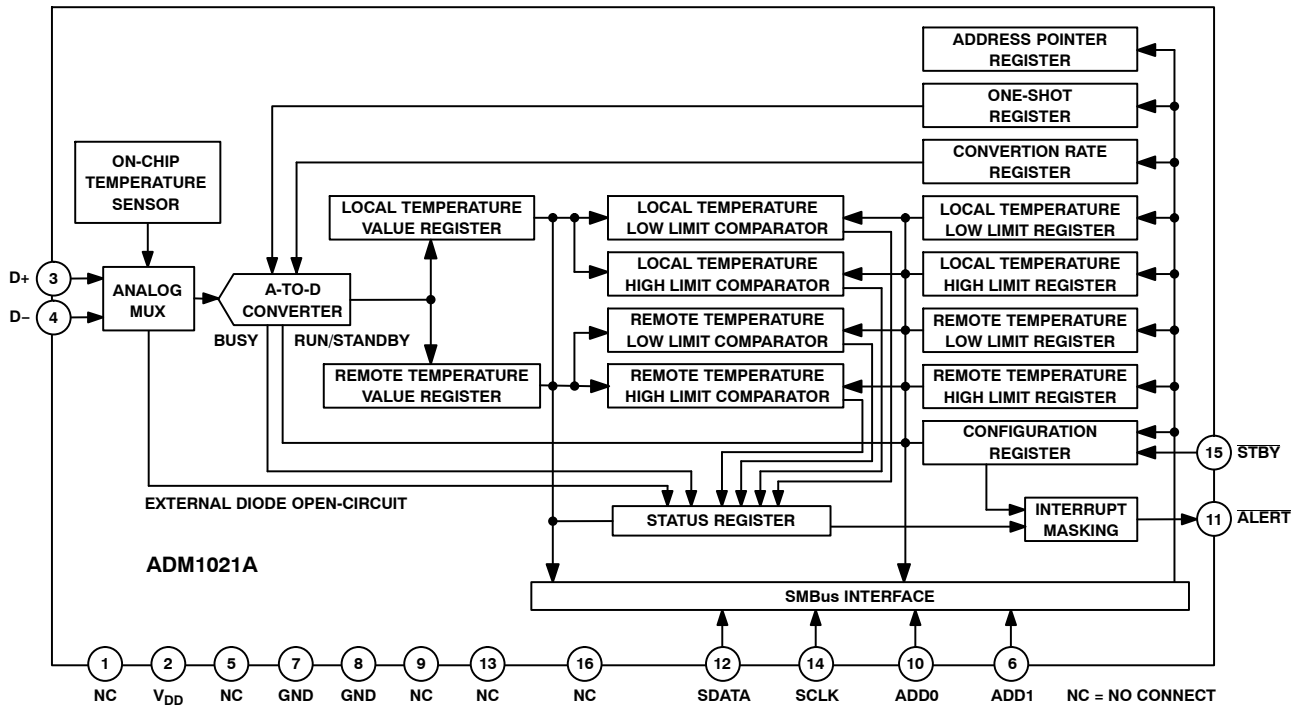 ADDRESS POINTER
REGISTER
ONE-SHOT
REGISTER
ON-CHIP
TEMPERATURE
SENSOR
CONVERTION RATE
REGISTER
LOCAL TEMPERATURE
VALUE REGISTER
LOCAL TEMPERATURE
LOW LIMIT COMPARATOR
LOCAL TEMPERATURE
LOW LIMIT REGISTER
D+
3
D−
4
ANALOG
MUX
A-TO-D
CONVERTER
LOCAL TEMPERATURE
HIGH LIMIT COMPARATOR
LOCAL TEMPERATURE
HIGH LIMIT REGISTER
BUSY
RUN/STANDBY
REMOTE TEMPERATURE
LOW LIMIT COMPARATOR
REMOTE TEMPERATURE
LOW LIMIT REGISTER
REMOTE TEMPERATURE
VALUE REGISTER
REMOTE TEMPERATURE
HIGH LIMIT COMPARATOR
REMOTE TEMPERATURE
HIGH LIMIT REGISTER
CONFIGURATION
REGISTER
15
STBY
EXTERNAL DIODE OPEN-CIRCUIT
STATUS REGISTER
INTERRUPT
MASKING
11
ALERT
ADM1021A
SMBus INTERFACE
1
2
5
7
8
9
13
16
12
14
10
6
NC
VDD
NC
GND
GND
NC
NC
NC
SDATA
SCLK
ADD0
ADD1
NC = NO CONNECT